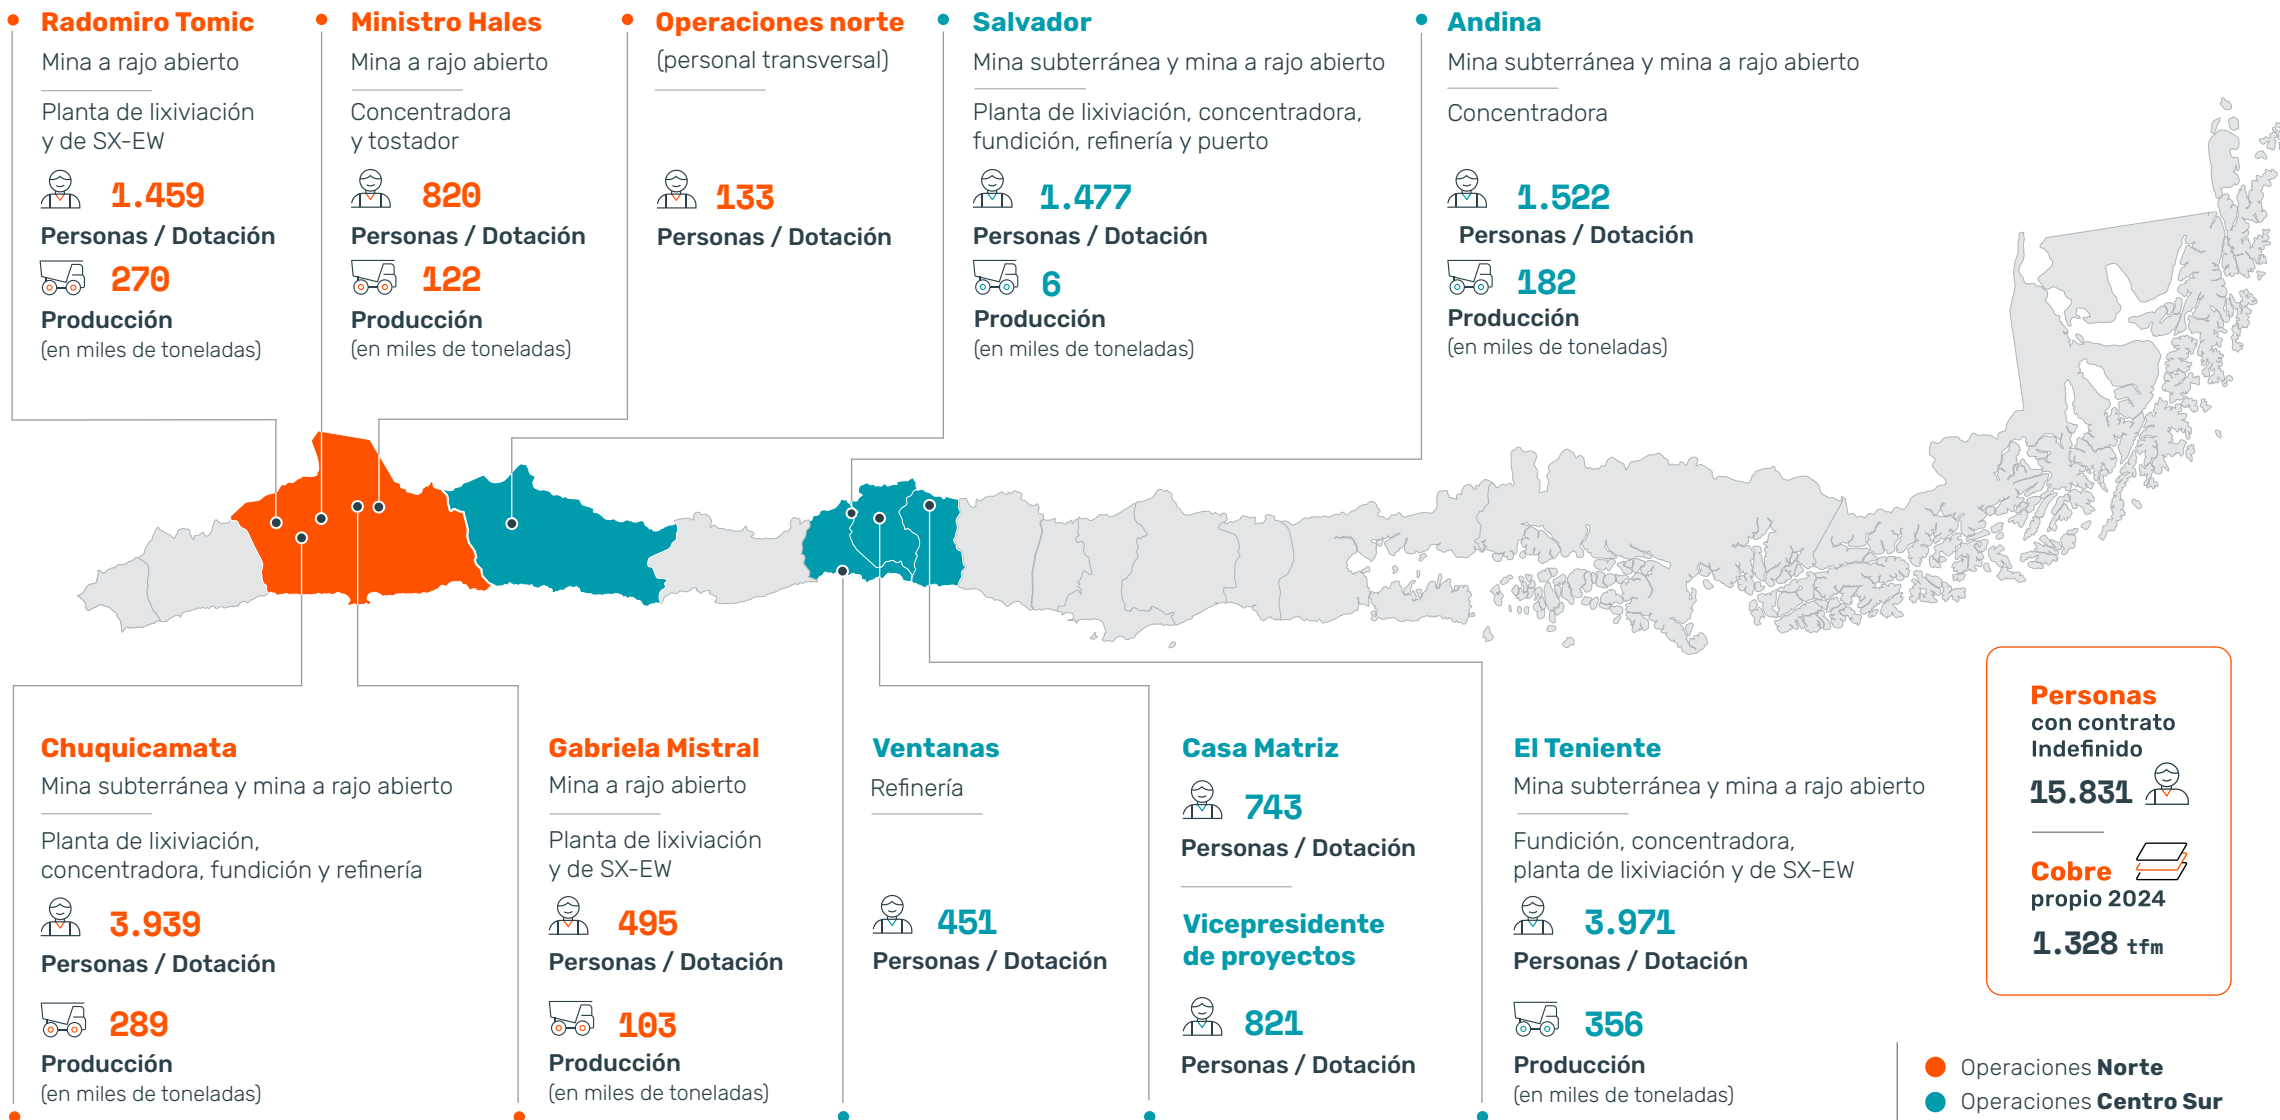 Radomiro Tomic
Mina a rajo abierto
Planta de lixiviación
y de SX-EW
1.459
Personas / Dotación
270
Producción
(en miles de toneladas)
Ministro Hales
Mina a rajo abierto
Concentradora
y tostador
820
Personas / Dotación
122
Producción
(en miles de toneladas)
Operaciones norte
(personal transversal)
133
Personas / Dotación
Salvador
Mina subterránea y mina a rajo abierto
Planta de lixiviación, concentradora,
fundición, refinería y puerto
1.477
Personas / Dotación
6
Producción
(en miles de toneladas)
Andina
Mina subterránea y mina a rajo abierto
Concentradora
1.522
Personas / Dotación
182
Producción
(en miles de toneladas)
Chuquicamata
Mina subterránea y mina a rajo abierto
Planta de lixiviación,
concentradora, fundición y refinería
3.939
Personas / Dotación
289
Producción
(en miles de toneladas)
Gabriela Mistral
Mina a rajo abierto
Planta de lixiviación
y de SX-EW
495
Personas / Dotación
103
Producción
(en miles de toneladas)
Ventanas
Refinería
451
Personas / Dotación
Casa Matriz
743
Personas / Dotación
Vicepresidente
de proyectos
821
Personas / Dotación
El Teniente
Mina subterránea y mina a rajo abierto
Fundición, concentradora,
planta de lixiviación y de SX-EW
3.971
Personas / Dotación
356
Producción
(en miles de toneladas)
Personas
con contrato
Indefinido
15.831
Cobre
propio 2024
1.328 tfm
Operaciones Norte
Operaciones Centro Sur